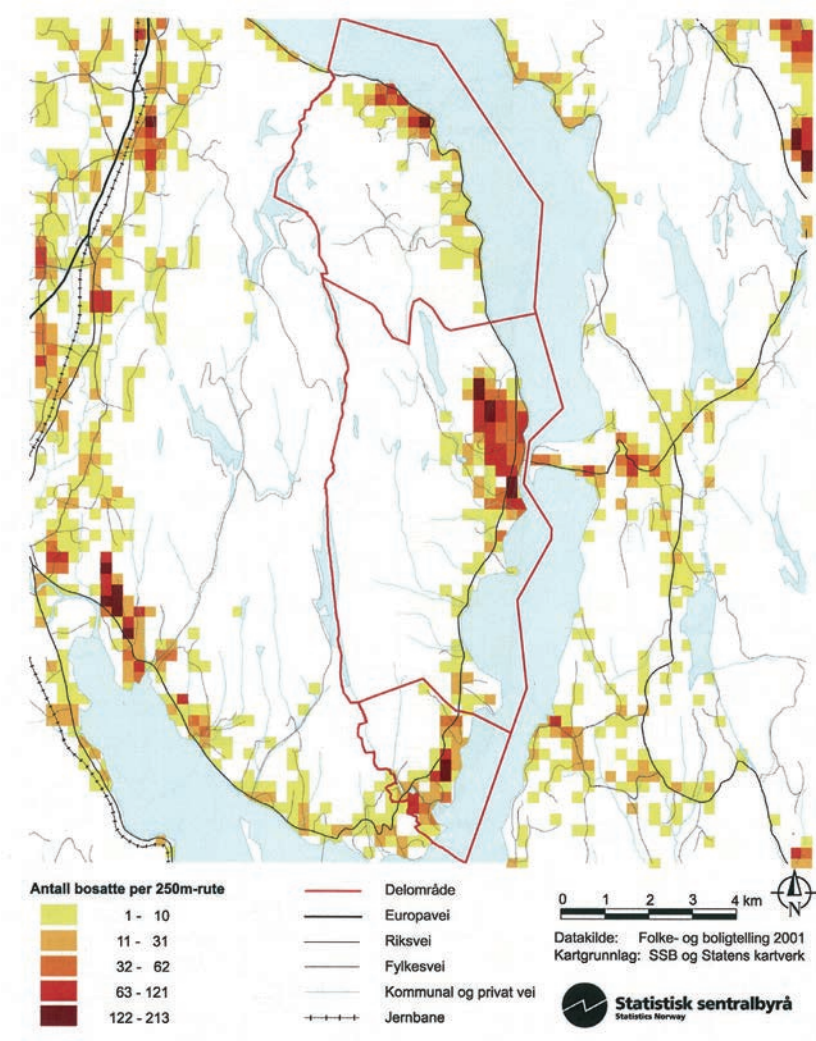 Antall bosatte per 250m-rute
1 - 10
11 - 31
32 - 62
63 - 121
122 - 213
Delområde
Europavei
Riksvei
Fylkesvei
Kommunal og privat vei
Jernbane
0 1 2 3 4 km
N
Datakilde: Folke- og boligtelling 2001
Kartgrunnlag: SSB og Statens kartverk
Statistisk sentralbyrå
Statistics Norway